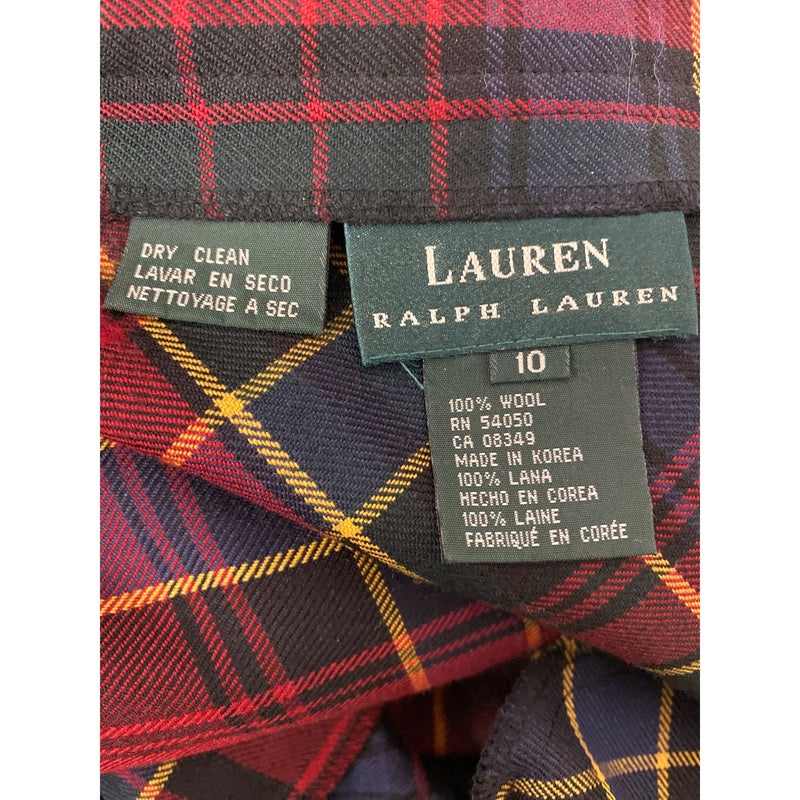 DRY CLEAN
LAVAR EN SECO
NETTOYAGE A SEC
LAUREN
RALPH LAUREN
10
100% WOOL
RN 54050
CA 08349
MADE IN KOREA
100% LANA
HECHO EN COREA
100% LAINE
FABRIQUÉ EN CORÉE